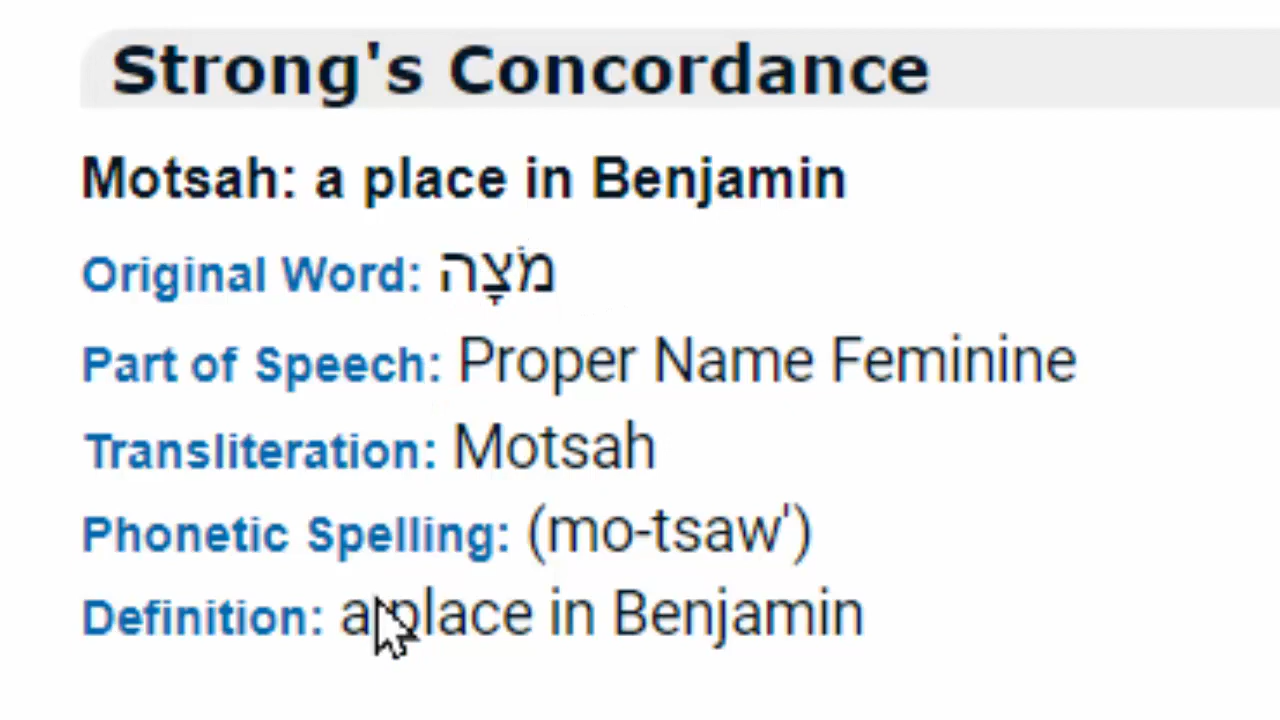 Strong's Concordance
Motsah: a place in Benjamin
Original Word: מֹצָה
Part of Speech: Proper Name Feminine
Transliteration: Motsah
Phonetic Spelling: (mo-tsaw')
Definition: a place in Benjamin